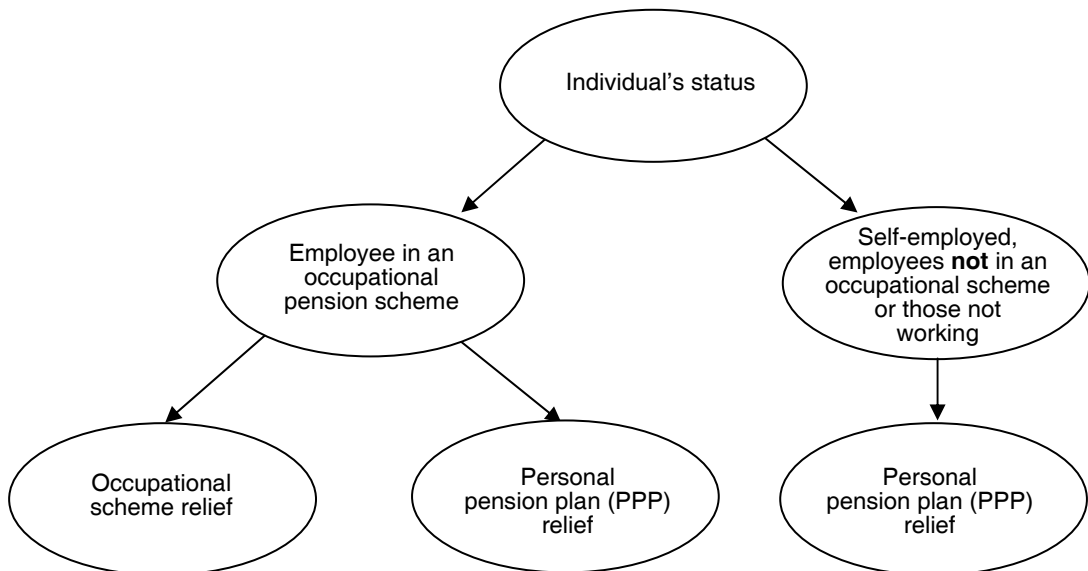 Individual's status
Employee in an
occupational
pension scheme
Self-employed,
employees not in an
occupational scheme
or those not
working
Occupational
scheme relief
Personal
pension plan (PPP)
relief
Personal
pension plan (PPP)
relief